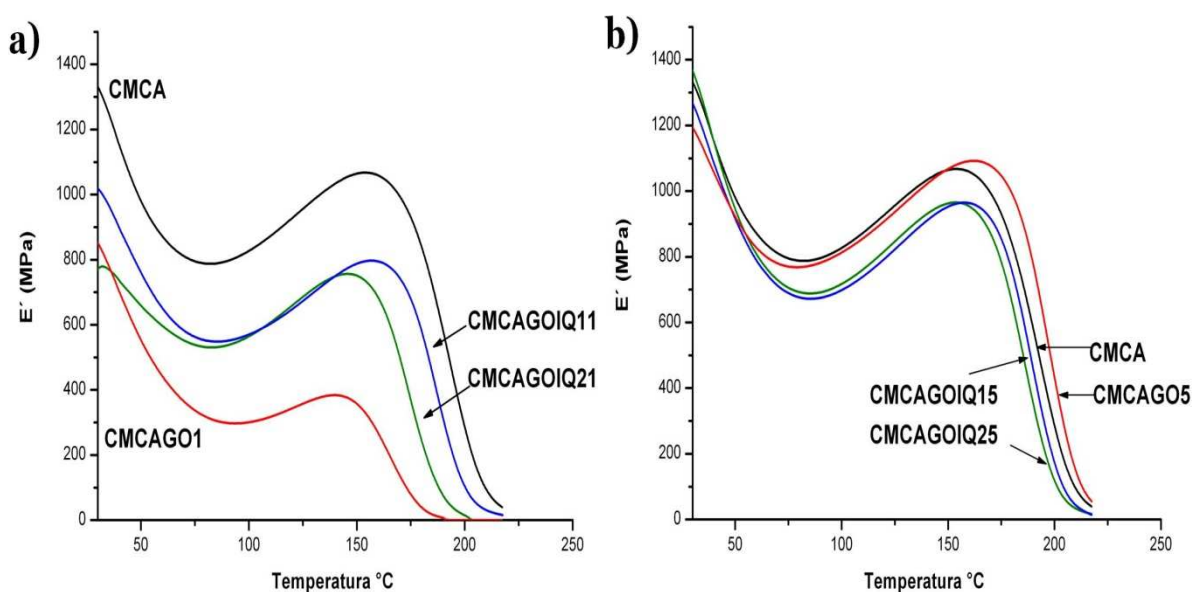 a)
E´ (MPa)
1400
1200
1000
800
600
400
200
0
CMCA
CMCAGOIQ11
CMCAGOIQ21
CMCAGO1
50
100
150
200
250
Temperatura °C
b)
E´ (MPa)
1400
1200
1000
800
600
400
200
0
CMCA
CMCAGOIQ15
CMCAGO5
CMCAGOIQ25
50
100
150
200
250
Temperatura °C